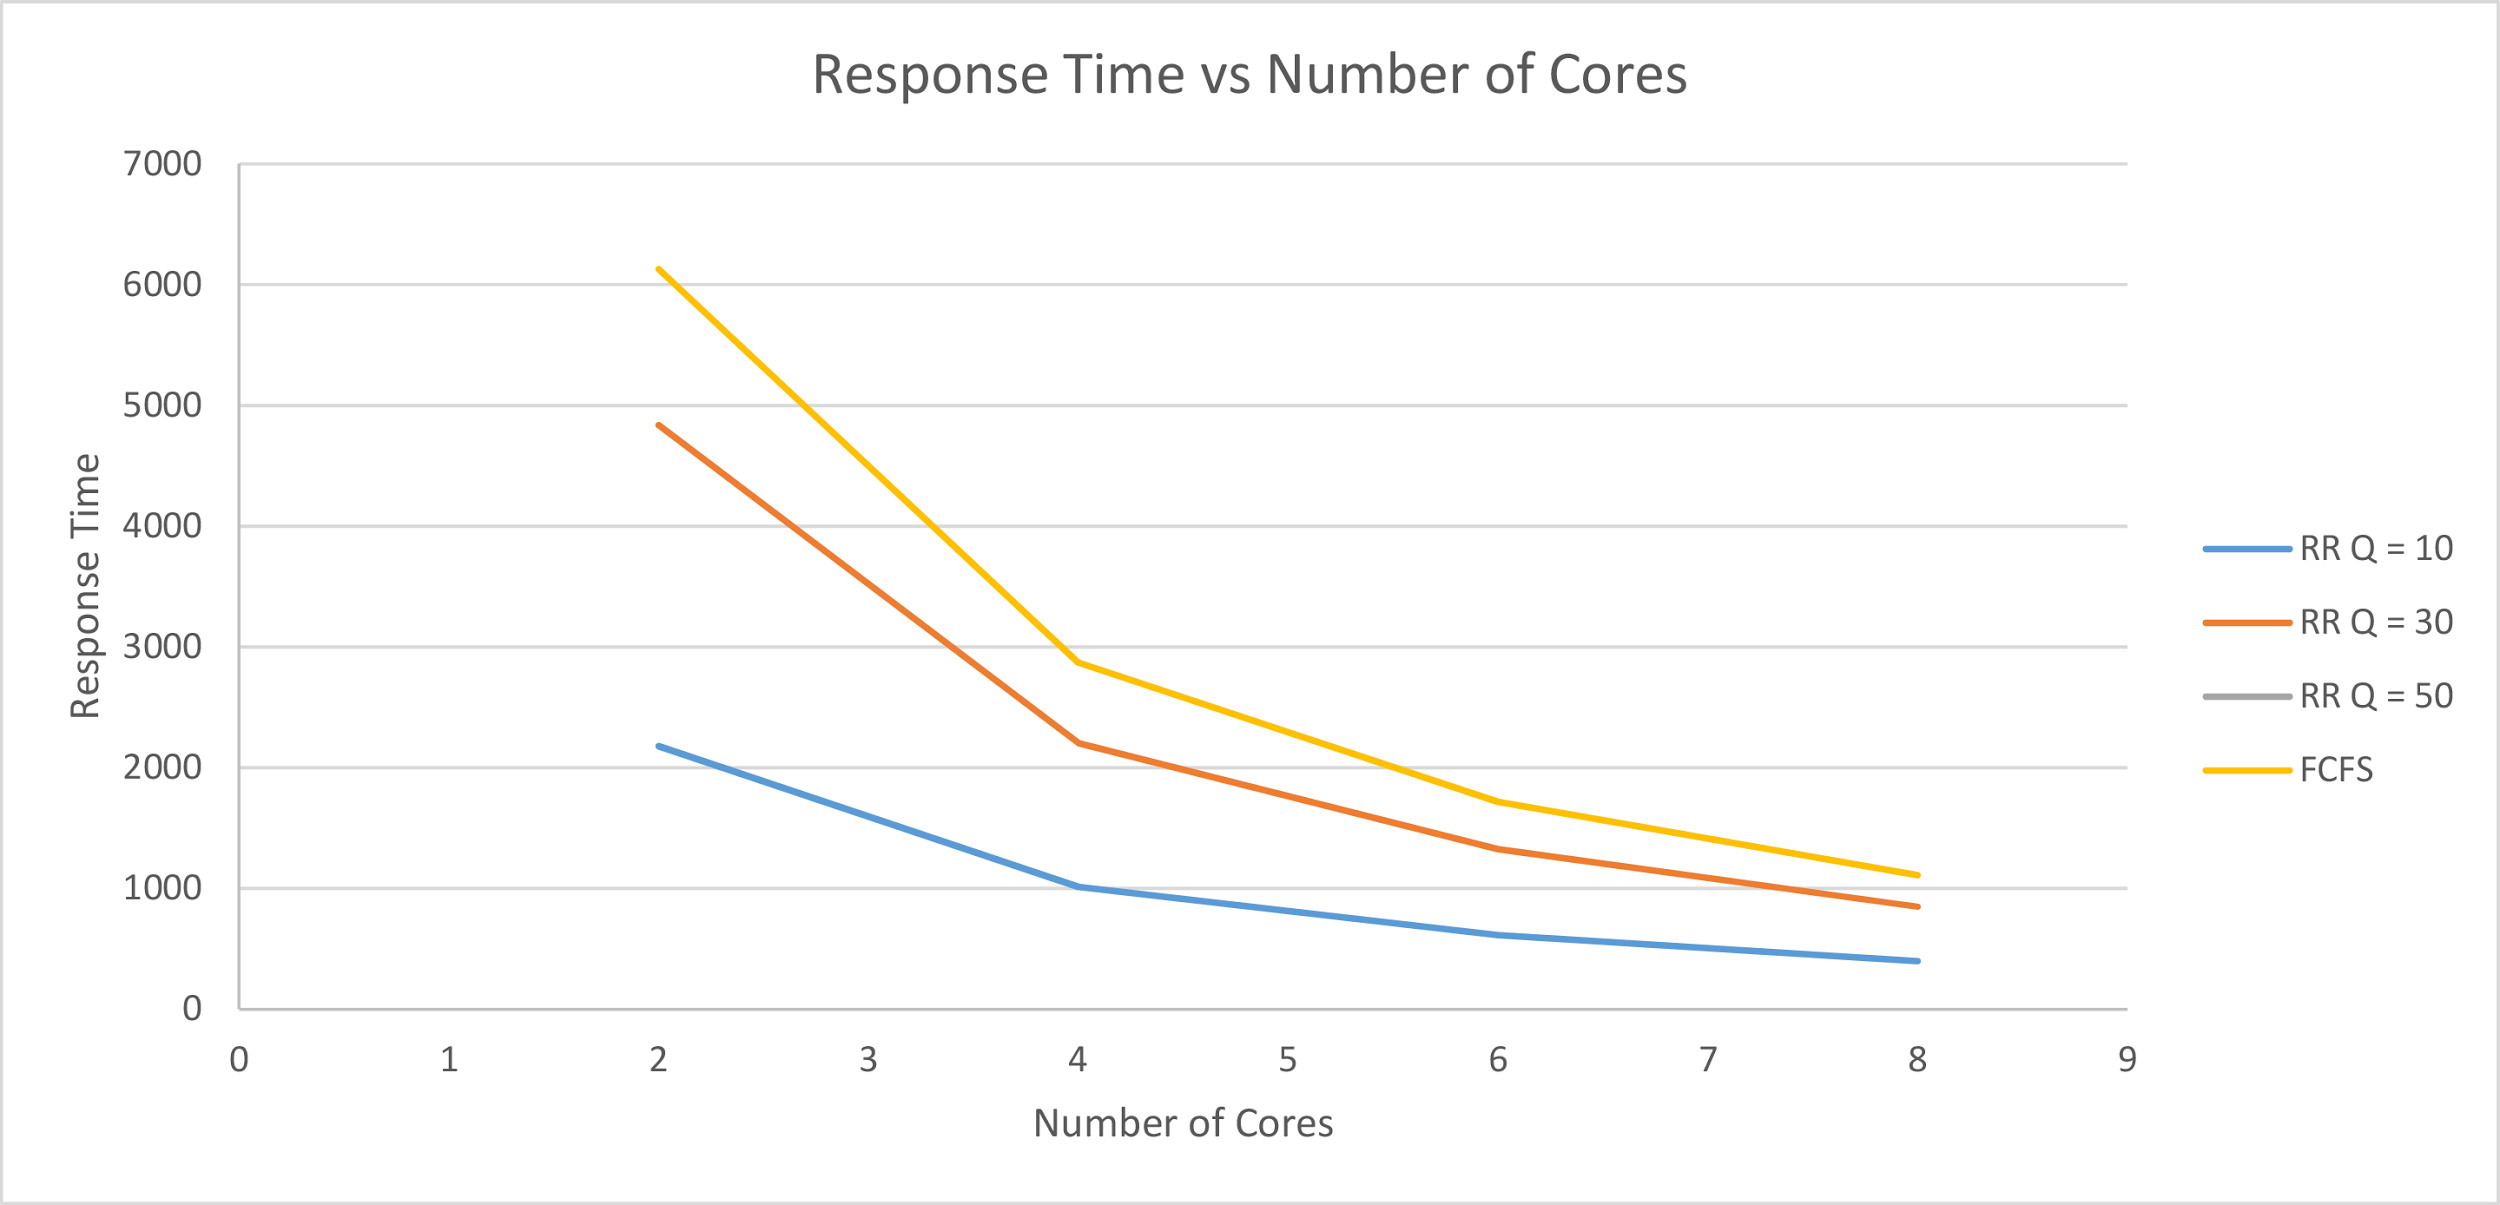 Response Time vs Number of Cores
7000
6000
5000
4000
3000
2000
1000
0
Response Time
0 1 2 3 4 5 6 7 8 9
Number of Cores
RR Q = 10
RR Q = 30
RR Q = 50
FCFS